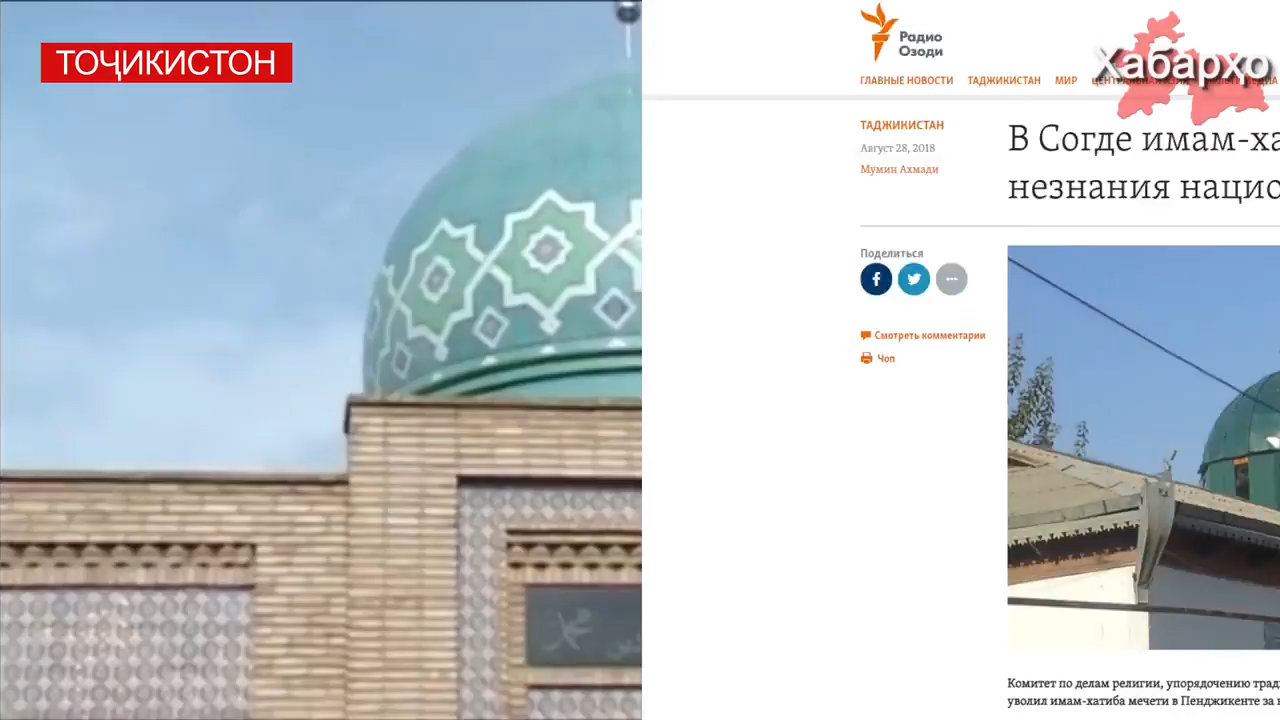 ТОҶИКИСТОН
Радио
Озоди
Хабархо
ГЛАВНЫЕ НОВОСТИ ТАДЖИКИСТАН МИР
ТАДЖИКИСТАН
Август 28, 2018
Мумин Ахмади
В Согде имам-ха
незнания нацио
Поделиться
Смотреть комментарии
Чоп
Комитет по делам религии, упорядочению трад
уволил имам-хатиба мечети в Пенджикенте за